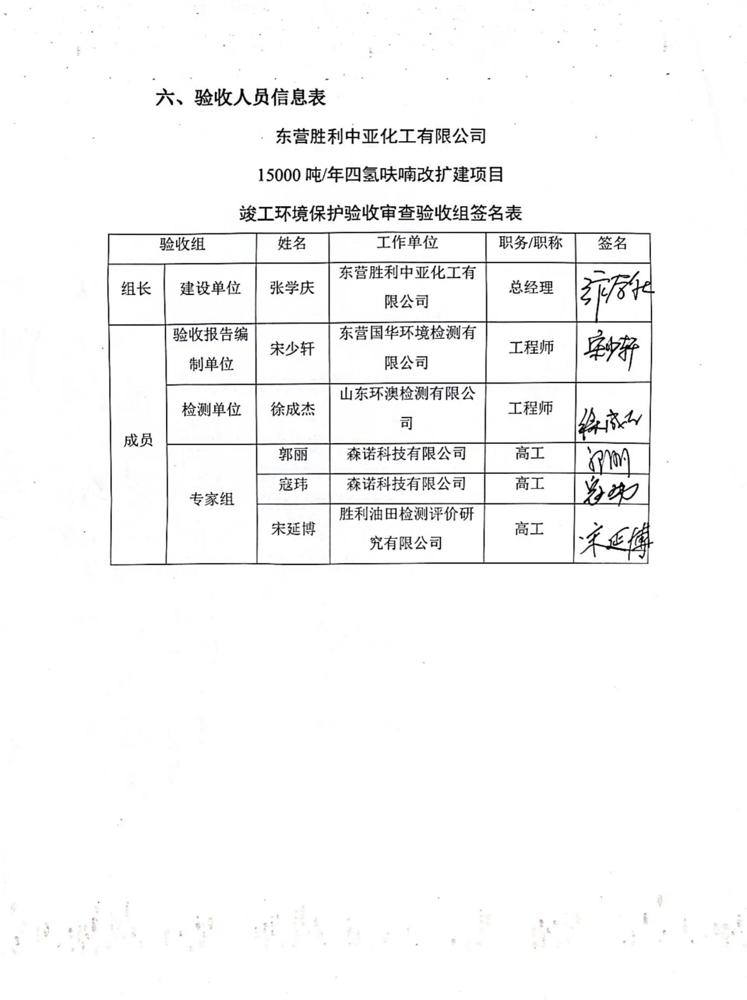 六、验收人员信息表
东营胜利中亚化工有限公司
15000 吨/年四氢呋喃改扩建项目
竣工环境保护验收审查验收组签名表
验收组 姓名 工作单位 职务/职称 签名
组长 建设单位 张学庆 东营胜利中亚化工有
限公司 总经理
成员 验收报告编
制单位 宋少轩 东营国华环境检测有
限公司 工程师 宋少轩
检测单位 徐成杰 山东环澳检测有限公
司 工程师 徐成杰
专家组 郭丽 森诺科技有限公司 高工 郭丽
寇玮 森诺科技有限公司 高工 寇玮
宋延博 胜利油田检测评价研
究有限公司 高工 宋延博